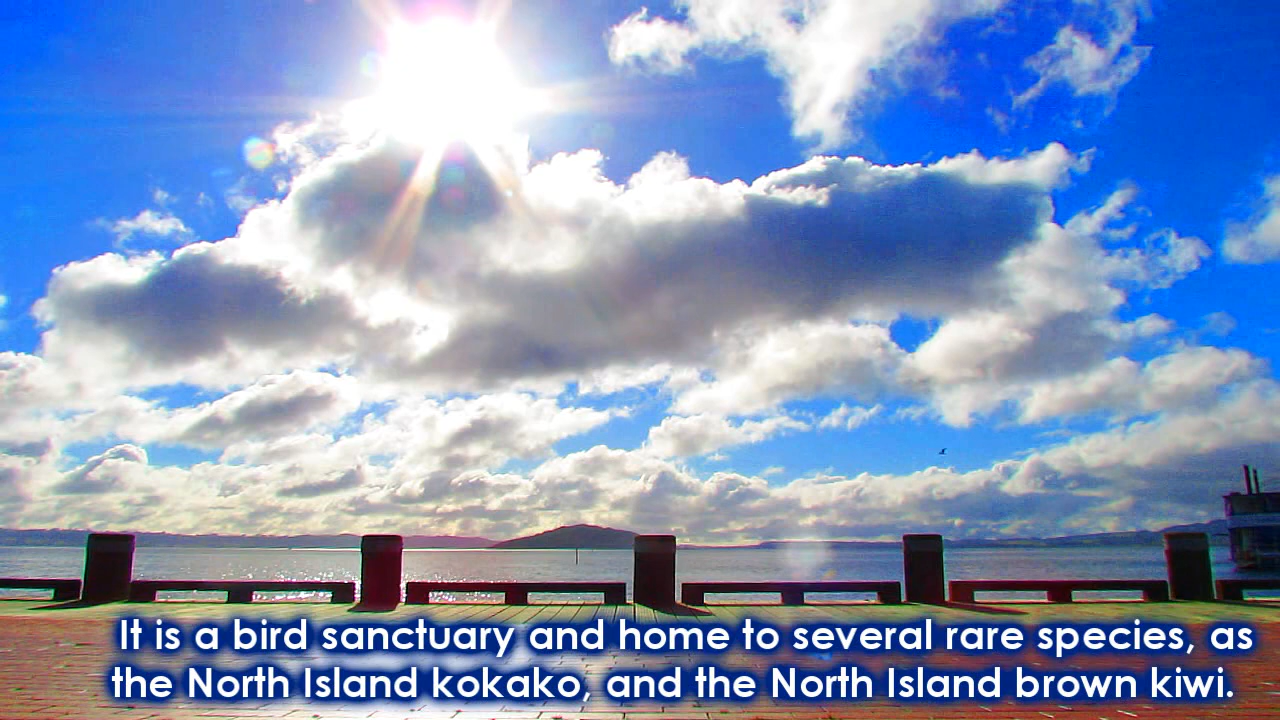 It is a bird sanctuary and home to several rare species, as
the North Island kokako, and the North Island brown kiwi.